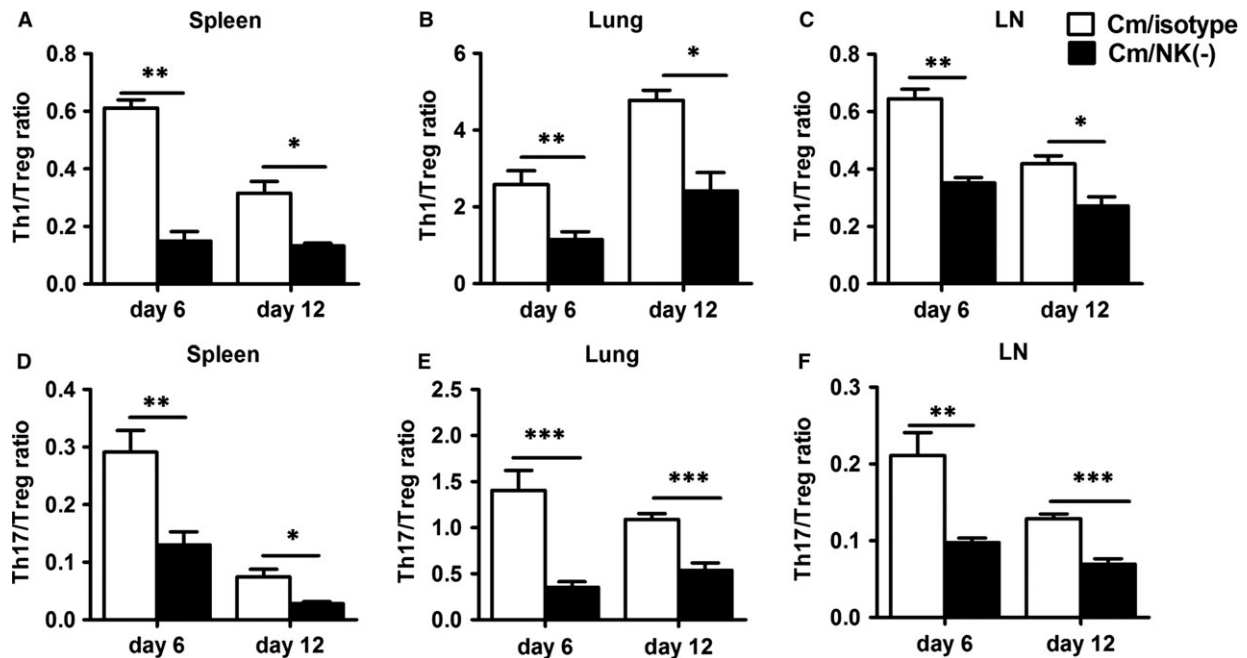 A Spleen
Th1/Treg ratio
0.8
0.6
0.4
0.2
0.0
**
*
day 6 day 12
B Lung
Th1/Treg ratio
6
4
2
0
**
*
day 6 day 12
C LN
Th1/Treg ratio
0.8
0.6
0.4
0.2
0.0
**
*
day 6 day 12
Cm/isotype
Cm/NK(-)
D Spleen
Th17/Treg ratio
0.4
0.3
0.2
0.1
0.0
**
*
day 6 day 12
E Lung
Th17/Treg ratio
2.5
2.0
1.5
1.0
0.5
0.0
***
***
day 6 day 12
F LN
Th17/Treg ratio
0.3
0.2
0.1
0.0
**
***
day 6 day 12